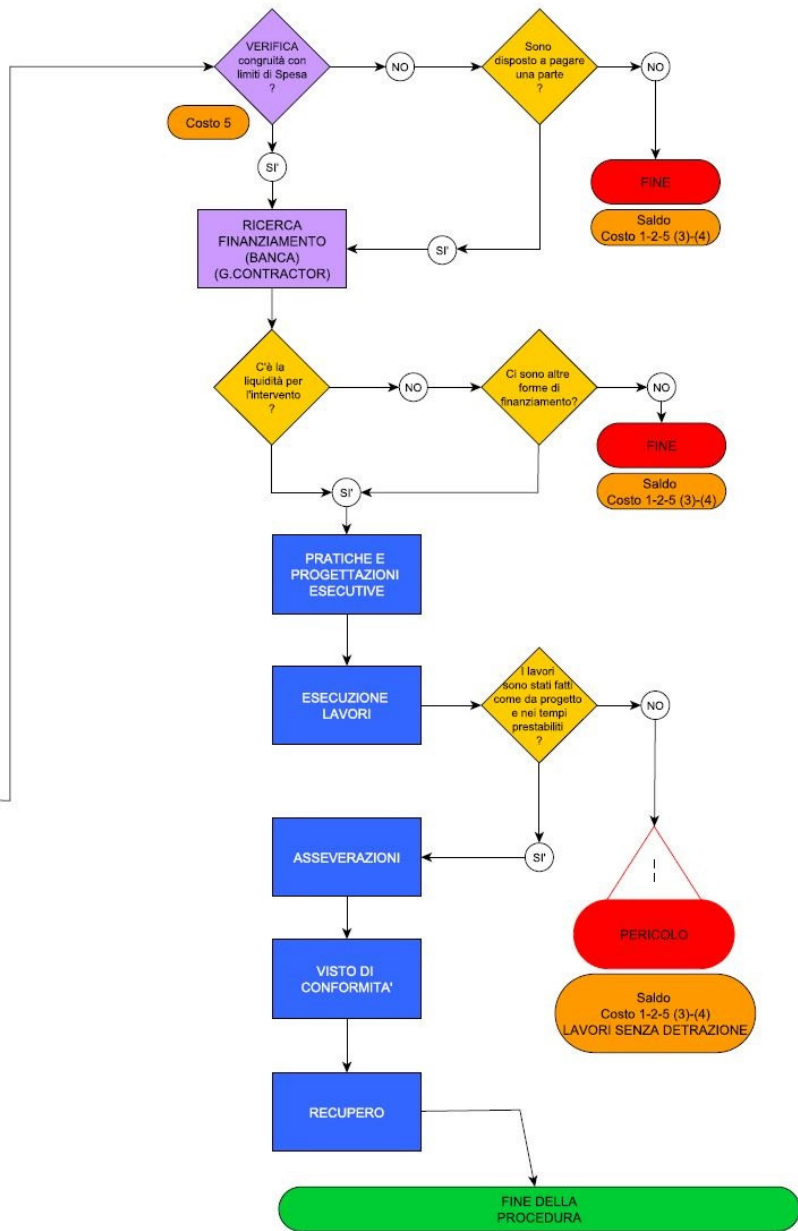 VERIFICA
congruità con
limiti di Spesa
?
NO
Sono
disposto a pagare
una parte
?
NO
Costo 5
SI'
FINE
Saldo
Costo 1-2-5 (3)-(4)
RICERCA
FINANZIAMENTO
(BANCA)
(G.CONTRACTOR)
SI'
C'è la
liquidità per
l'intervento
?
NO
Ci sono altre
forme di
finanziamento?
NO
FINE
Saldo
Costo 1-2-5 (3)-(4)
SI'
PRATICHE E
PROGETTAZIONI
ESECUTIVE
ESECUZIONE
LAVORI
I lavori
sono stati fatti
come da progetto
e nei tempi
prestabiliti
?
NO
SI'
ASSEVERAZIONI
PERICOLO
VISTO DI
CONFORMITA'
Saldo
Costo 1-2-5 (3)-(4)
LAVORI SENZA DETRAZIONE
RECUPERO
FINE DELLA
PROCEDURA